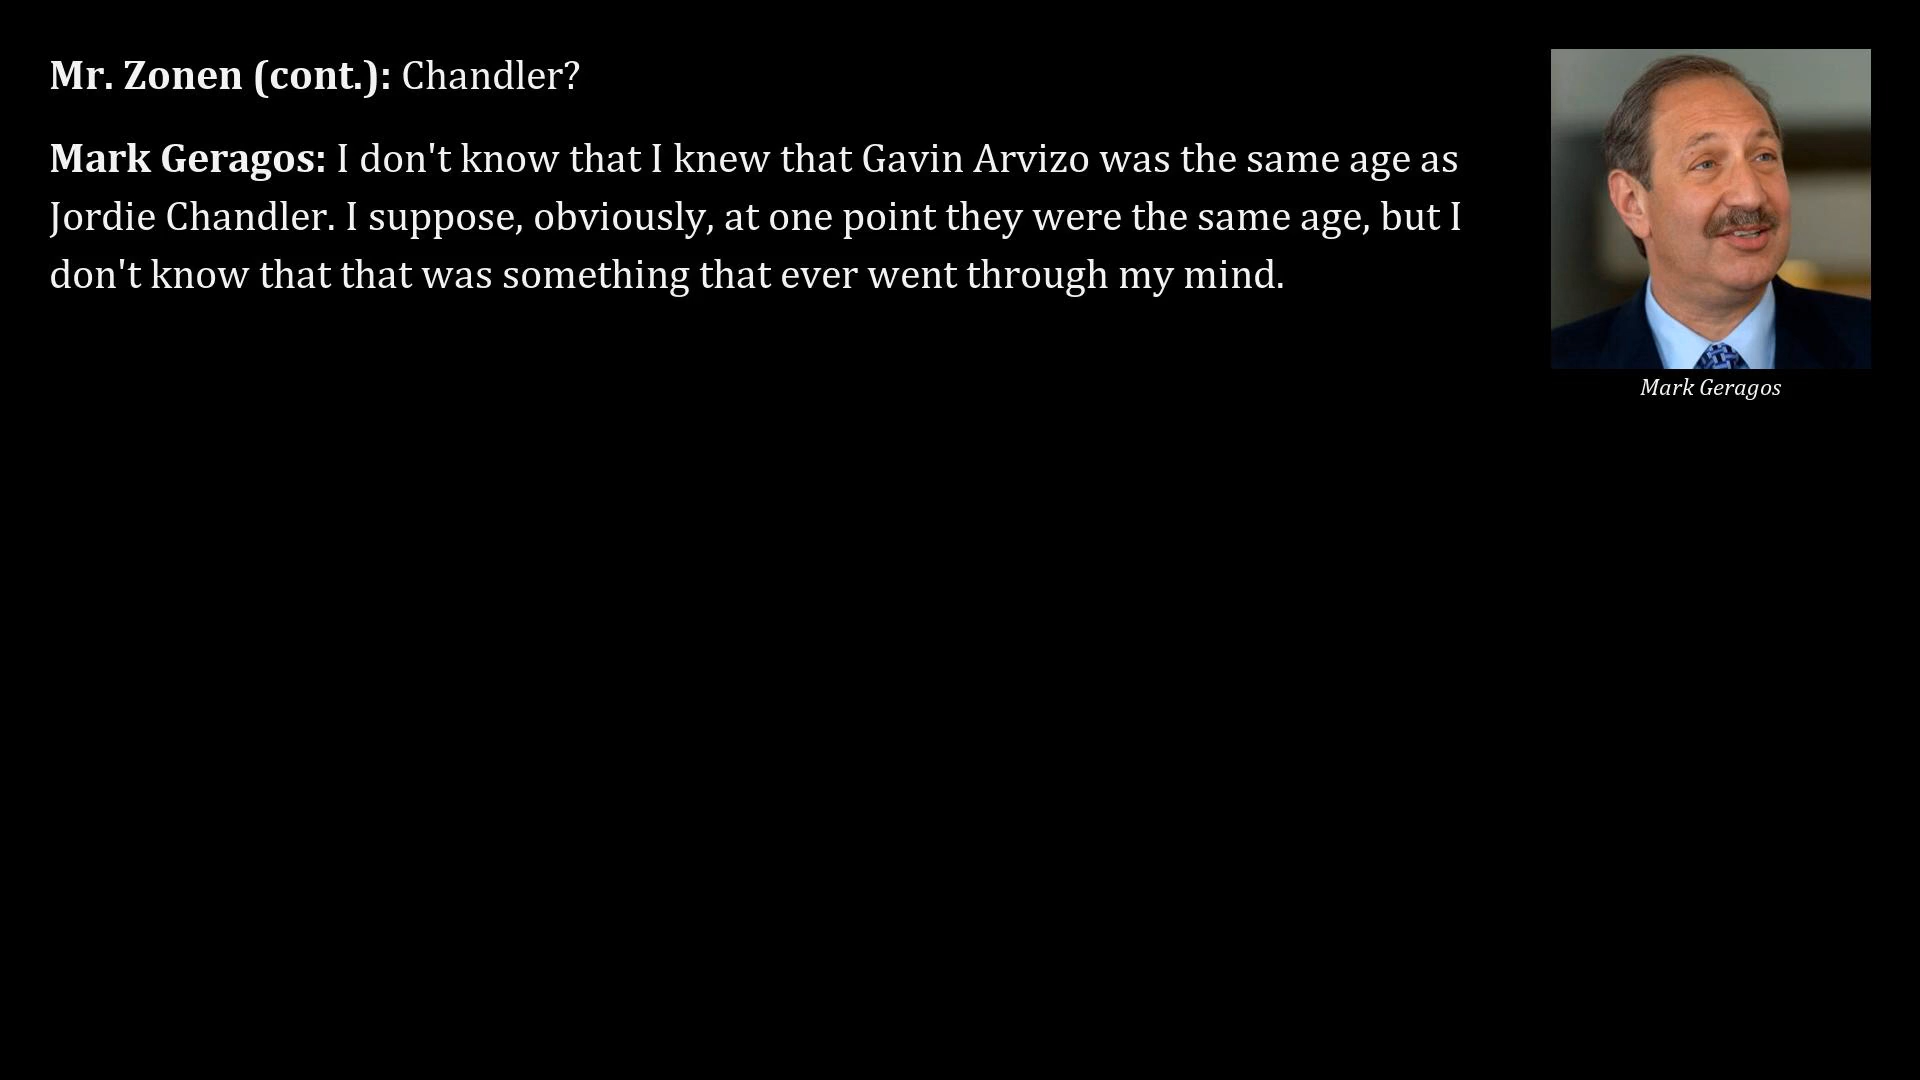 Mr. Zonen (cont.): Chandler?
Mark Geragos: I don't know that I knew that Gavin Arvizo was the same age as
Jordie Chandler. I suppose, obviously, at one point they were the same age, but I
don't know that that was something that ever went through my mind.
Mark Geragos